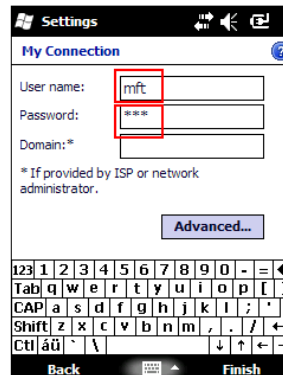 Settings
My Connection
?
User name: mft
Password: ***
Domain:*
* If provided by ISP or network
administrator.
Advanced...
123 1 2 3 4 5 6 7 8 9 0 - =
Tab q w e r t y u i o p [ ]
CAP a s d f g h j k l ; '
Shift z x c v b n m , . /
Ctl áü ` \ ↓ ↑ ← →
Back Finish